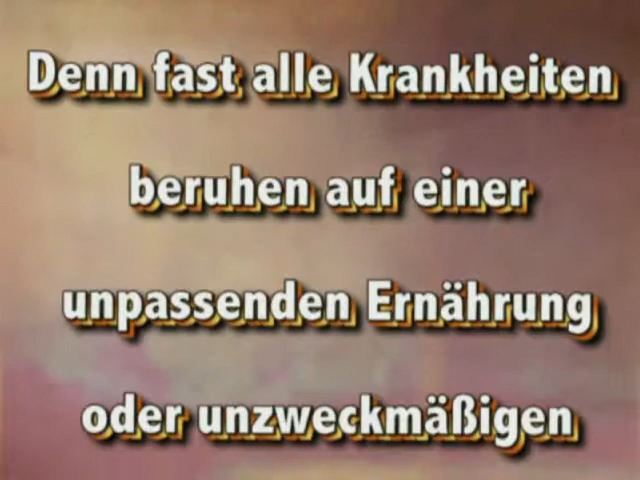 Denn fast alle Krankheiten
beruhen auf einer
unpassenden Ernährung
oder unzweckmäßigen